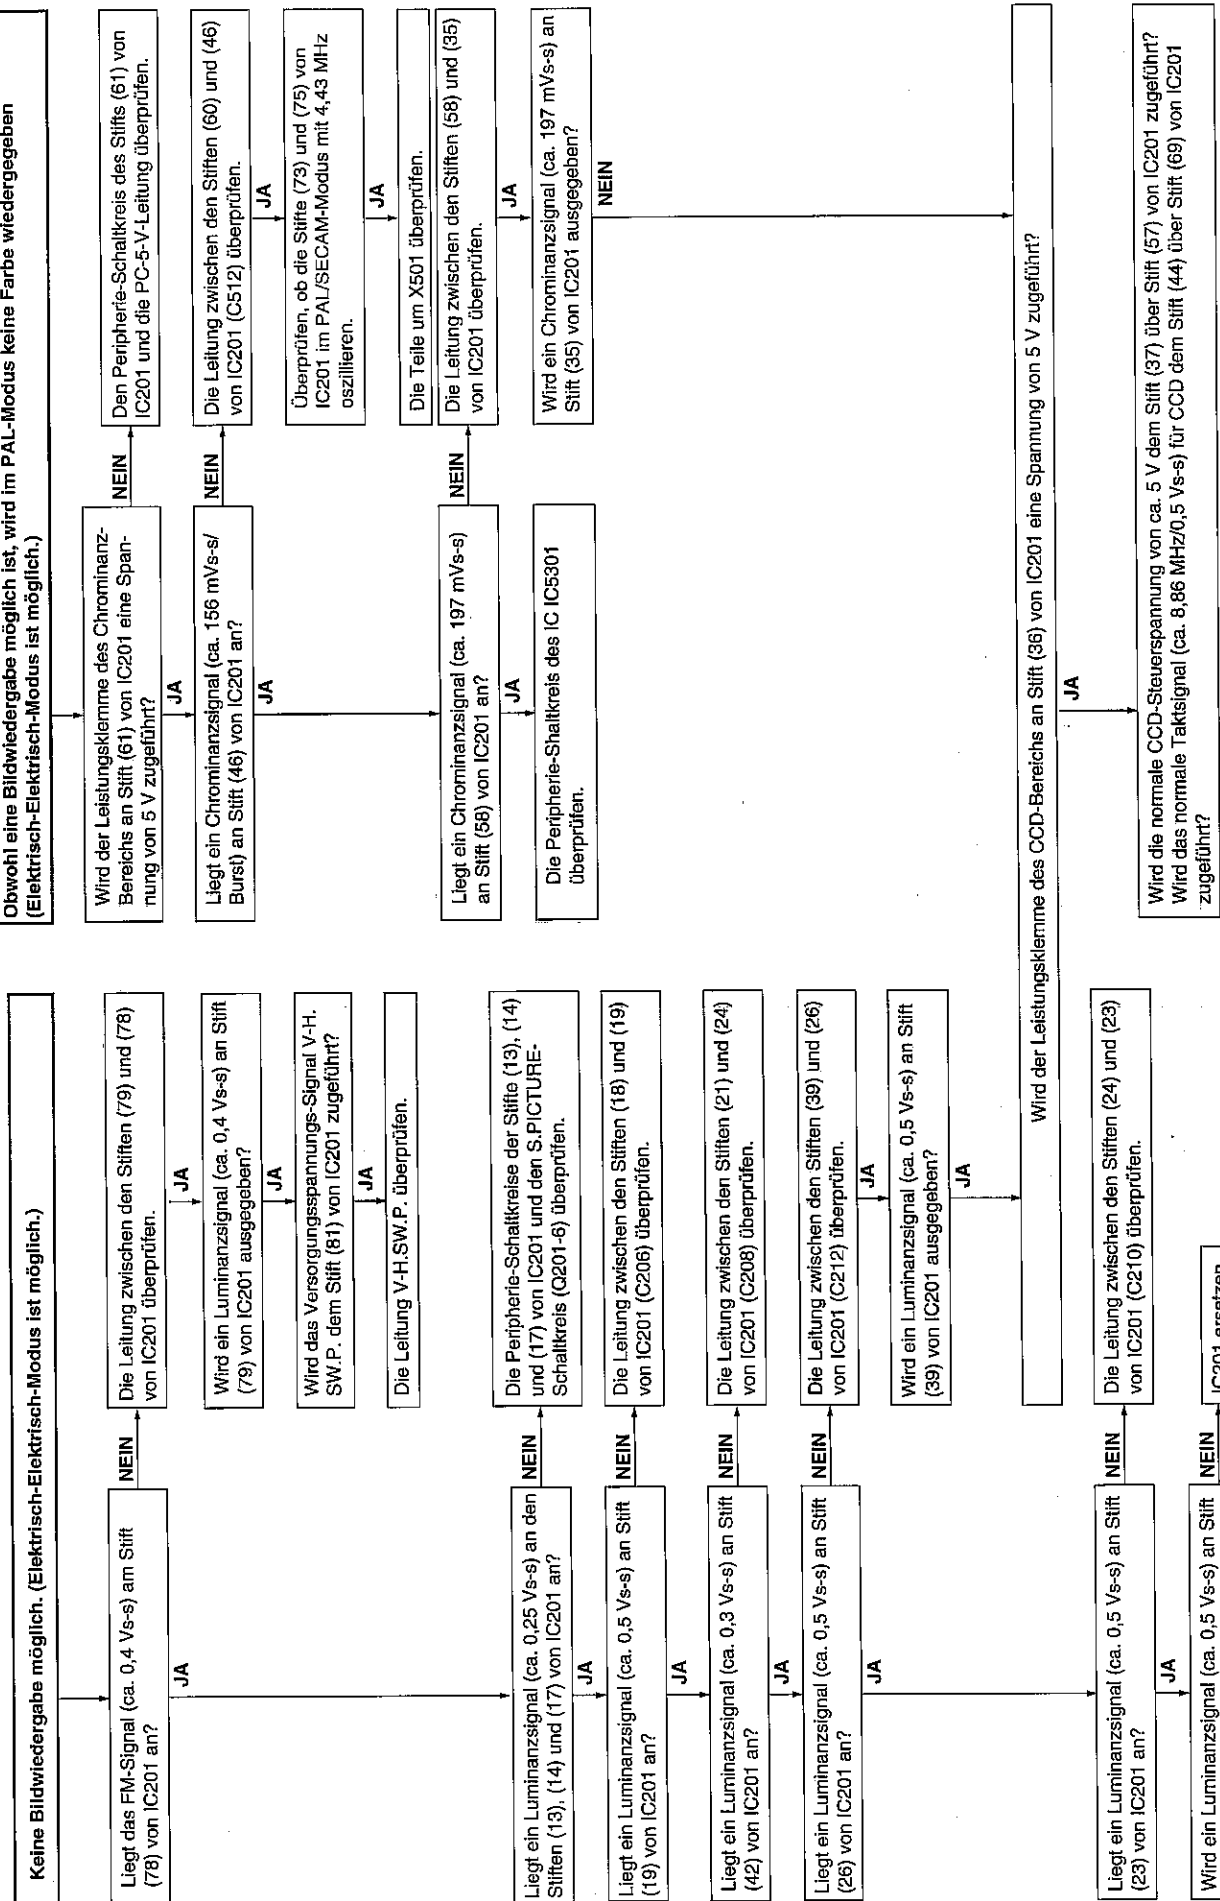 Keine Bildwiedergabe möglich. (Elektrisch-Elektrisch-Modus ist möglich.)
Liegt das FM-Signal (ca. 0,4 Vs-s) am Stift
(78) von IC201 an?
NEIN
Die Leitung zwischen den Stiften (79) und (78)
von IC201 überprüfen.
JA
Wird ein Luminanzsignal (ca. 0,4 Vs-s) an Stift
(79) von IC201 ausgegeben?
JA
Wird das Versorgungsspannungs-Signal V-H.
SW.P. dem Stift (81) von IC201 zugeführt?
JA
Die Leitung V-H.SW.P. überprüfen.
JA
Liegt ein Luminanzsignal (ca. 0,25 Vs-s) an den
Stiften (13), (14) und (17) von IC201 an?
NEIN
Die Peripherie-Schaltkreise der Stifte (13), (14)
und (17) von IC201 und den S.PICTURE-
Schaltkreis (Q201-6) überprüfen.
JA
Liegt ein Luminanzsignal (ca. 0,5 Vs-s) an Stift
(19) von IC201 an?
NEIN
Die Leitung zwischen den Stiften (18) und (19)
von IC201 (C206) überprüfen.
JA
Liegt ein Luminanzsignal (ca. 0,3 Vs-s) an Stift
(42) von IC201 an?
NEIN
Die Leitung zwischen den Stiften (21) und (24)
von IC201 (C208) überprüfen.
JA
Liegt ein Luminanzsignal (ca. 0,5 Vs-s) an Stift
(26) von IC201 an?
NEIN
Die Leitung zwischen den Stiften (39) und (26)
von IC201 (C212) überprüfen.
JA
Wird ein Luminanzsignal (ca. 0,5 Vs-s) an Stift
(39) von IC201 ausgegeben?
JA
JA
Liegt ein Luminanzsignal (ca. 0,5 Vs-s) an Stift
(23) von IC201 an?
NEIN
Die Leitung zwischen den Stiften (24) und (23)
von IC201 (C210) überprüfen.
JA
Wird ein Luminanzsignal (ca. 0,5 Vs-s) an Stift
NEIN
IC201 ersetzen
Obwohl eine Bildwiedergabe möglich ist, wird im PAL-Modus keine Farbe wiedergegeben
(Elektrisch-Elektrisch-Modus ist möglich.)
Wird der Leistungsklemme des Chrominanz-
Bereichs an Stift (61) von IC201 eine Span-
nung von 5 V zugeführt?
NEIN
Den Peripherie-Schaltkreis des Stifts (61) von
IC201 und die PC-5-V-Leitung überprüfen.
JA
Liegt ein Chrominanzsignal (ca. 156 mVs-s/
Burst) an Stift (46) von IC201 an?
NEIN
Die Leitung zwischen den Stiften (60) und (46)
von IC201 (C512) überprüfen.
JA
Überprüfen, ob die Stifte (73) und (75) von
IC201 im PAL/SECAM-Modus mit 4,43 MHz
oszillieren.
JA
Die Teile um X501 überprüfen.
JA
Liegt ein Chrominanzsignal (ca. 197 mVs-s)
an Stift (58) von IC201 an?
NEIN
Die Leitung zwischen den Stiften (58) und (35)
von IC201 überprüfen.
JA
Wird ein Chrominanzsignal (ca. 197 mVs-s) an
Stift (35) von IC201 ausgegeben?
NEIN
JA
Die Peripherie-Shaltkreis des IC IC5301
überprüfen.
Wird der Leistungsklemme des CCD-Bereichs an Stift (36) von IC201 eine Spannung von 5 V zugeführt?
JA
Wird die normale CCD-Steuerspannung von ca. 5 V dem Stift (37) über Stift (57) von IC201 zugeführt?
Wird das normale Taktsignal (ca. 8,86 MHz/0,5 Vs-s) für CCD dem Stift (44) über Stift (69) von IC201
zugeführt?